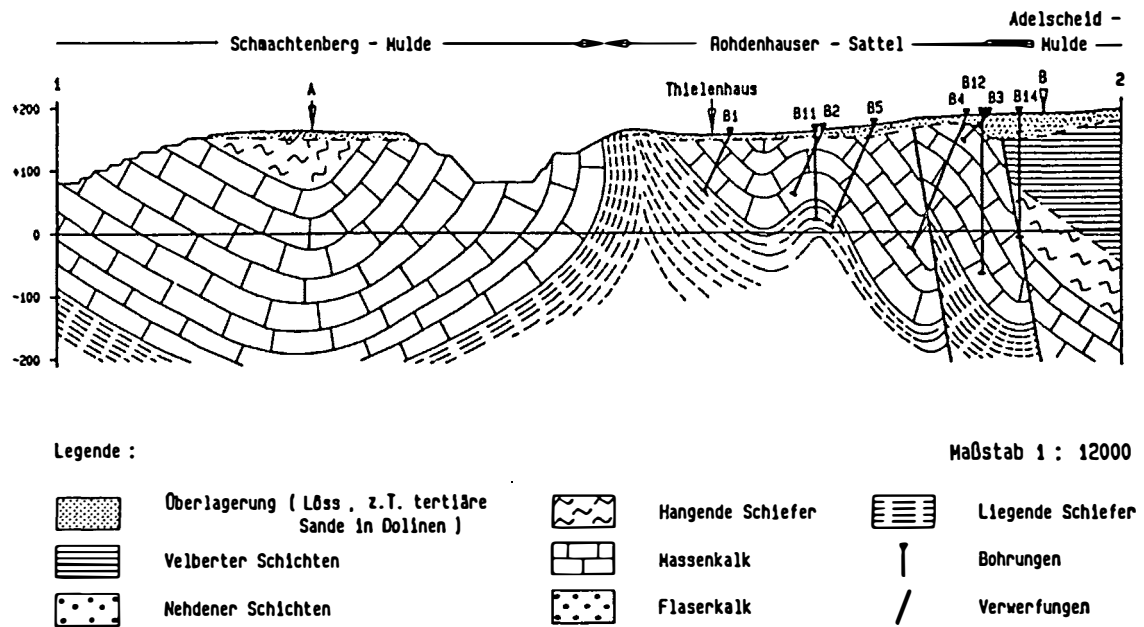 Adelscheid -
Schmachtenberg - Mulde
Rohdenhauser - Sattel
Mulde
1
A
Thielenhaus
B1
B11
B2
B5
B4
B12
B3
B14
B
2
+200
+100
0
-100
-200
Legende :
Maßstab 1 : 12000
Überlagerung ( Löss , z.T. tertiäre
Sande in Dolinen )
Hangende Schiefer
Liegende Schiefer
Velberter Schichten
Massenkalk
Bohrungen
Nehdener Schichten
Flaserkalk
Verwerfungen